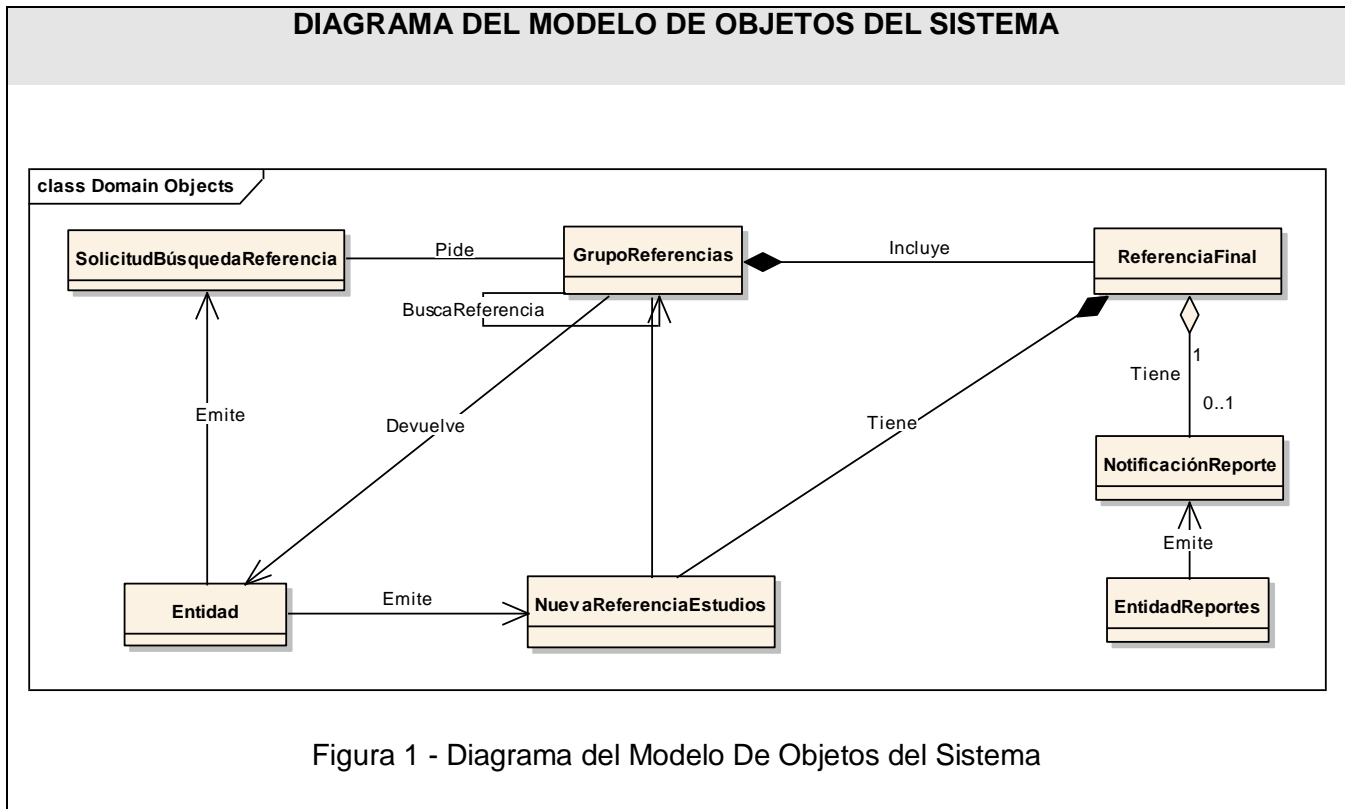 DIAGRAMA DEL MODELO DE OBJETOS DEL SISTEMA
class Domain Objects
SolicitudBúsquedaReferencia
Pide
GrupoReferencias
Incluye
ReferenciaFinal
BuscaReferencia
1
Tiene
0..1
Emite
Devuelve
Tiene
NotificaciónReporte
Emite
Entidad
Emite
NuevaReferenciaEstudios
EntidadReportes
Figura 1 - Diagrama del Modelo De Objetos del Sistema